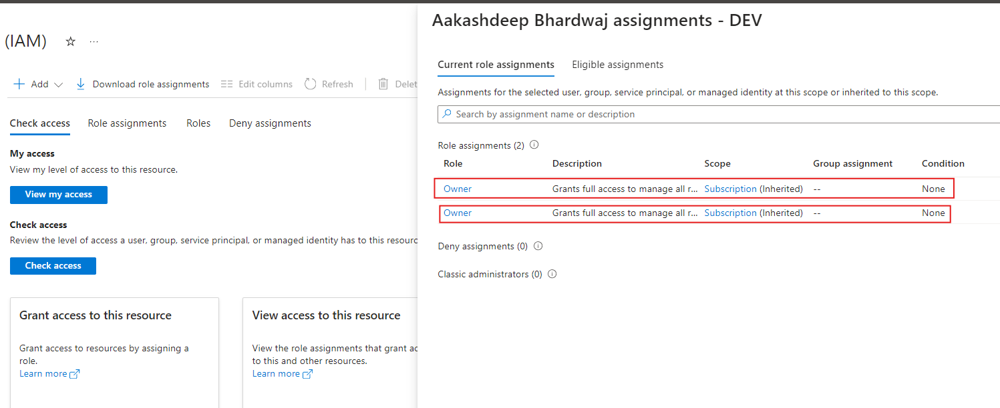 (IAM)
Add
Download role assignments
Edit columns
Refresh
Delet
Check access
Role assignments
Roles
Deny assignments
My access
View my level of access to this resource.
View my access
Check access
Review the level of access a user, group, service principal, or managed identity has to this resourc
Check access
Grant access to this resource
Grant access to resources by assigning a
role.
Learn more
View access to this resource
View the role assignments that grant ac
to this and other resources.
Learn more
Aakashdeep Bhardwaj assignments - DEV
Current role assignments
Eligible assignments
Assignments for the selected user, group, service principal, or managed identity at this scope or inherited to this scope.
Search by assignment name or description
Role assignments (2)
Role Description Scope Group assignment Condition
Owner Grants full access to manage all r... Subscription (Inherited) -- None
Owner Grants full access to manage all r... Subscription (Inherited) -- None
Deny assignments (0)
Classic administrators (0)